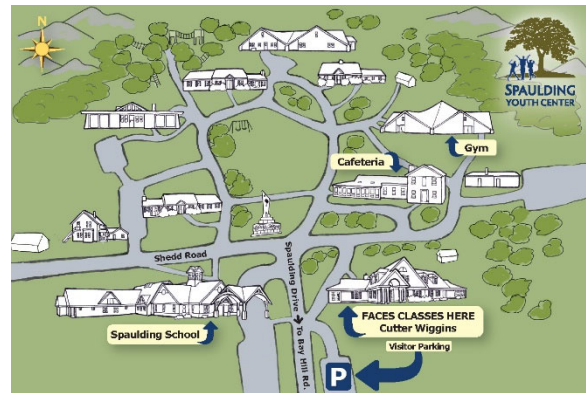 SPAULDING
YOUTH CENTER
Gym
Cafeteria
Shedd Road
Spaulding Drive → To Bay Hill Rd.
Spaulding School
FACES CLASSES HERE
Cutter Wiggins
Visitor Parking
P